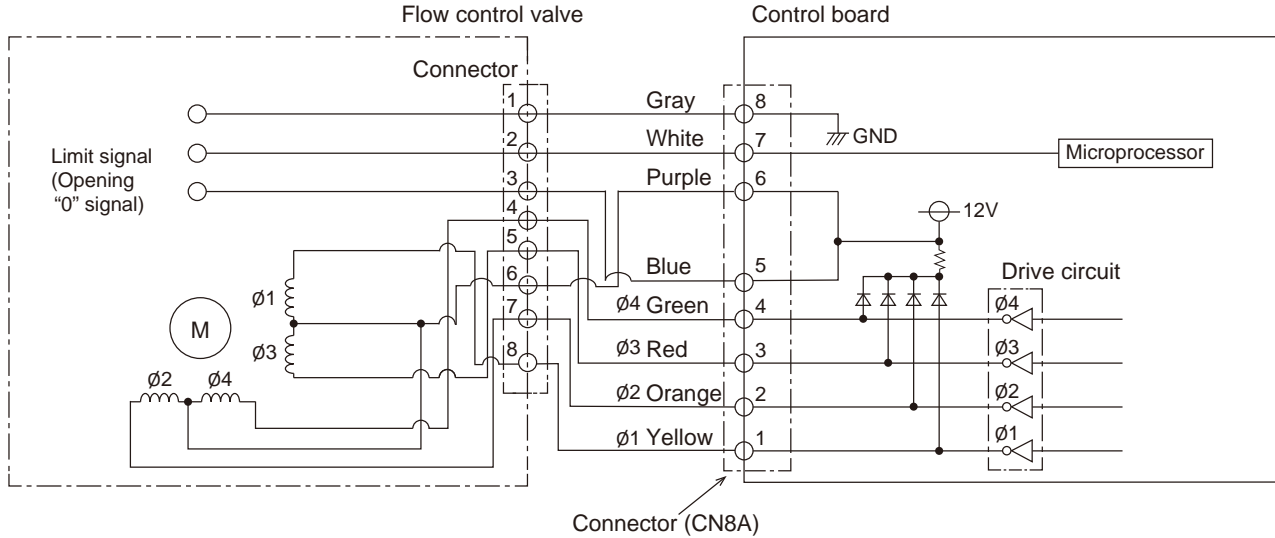 Flow control valve
Control board
Connector
Limit signal
(Opening
“0” signal)
1
2
3
4
5
6
7
8
Gray
White
Purple
Blue
ø4 Green
ø3 Red
ø2 Orange
ø1 Yellow
8
7
6
5
4
3
2
1
GND
Microprocessor
12V
Drive circuit
ø4
ø3
ø2
ø1
ø1
ø3
M
ø2
ø4
Connector (CN8A)